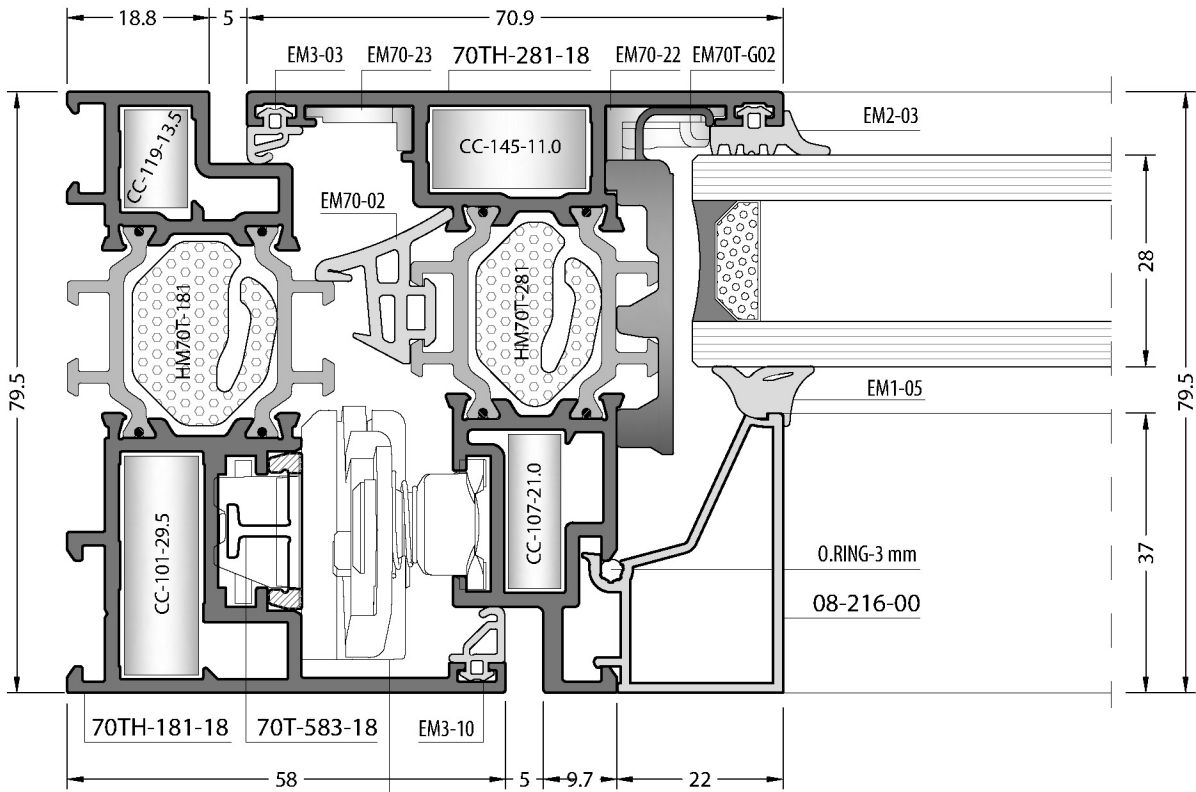 18.8
5
70.9
EM3-03
EM70-23
70TH-281-18
EM70-22
EM70T-G02
CC-119-13.5
CC-145-11.0
EM2-03
EM70-02
HM70T-181
HM70T-281
28
79.5
79.5
EM1-05
CC-101-29.5
CC-107-21.0
O.RING-3 mm
37
08-216-00
70TH-181-18
70T-583-18
EM3-10
58
5
9.7
22